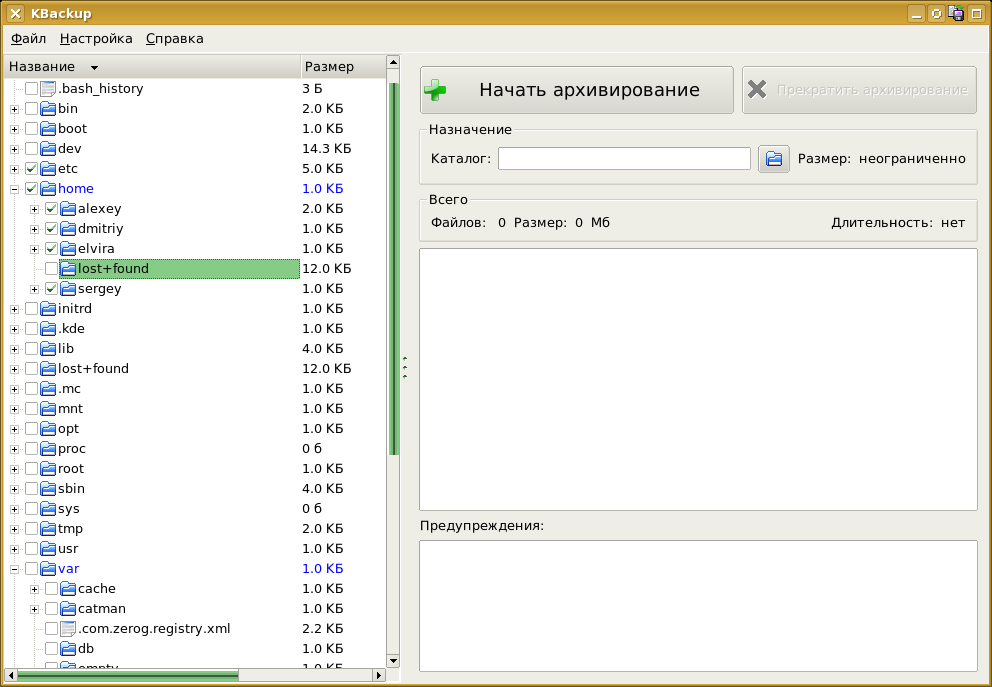 KBackup
Файл Настройка Справка
Название Размер
.bash_history 3 Б
bin 2.0 КБ
boot 1.0 КБ
dev 14.3 КБ
etc 5.0 КБ
home 1.0 КБ
alexey 2.0 КБ
dmitriy 1.0 КБ
elvira 1.0 КБ
lost+found 12.0 КБ
sergey 1.0 КБ
initrd 1.0 КБ
.kde 1.0 КБ
lib 4.0 КБ
lost+found 12.0 КБ
.mc 1.0 КБ
mnt 1.0 КБ
opt 1.0 КБ
proc 0 б
root 1.0 КБ
sbin 4.0 КБ
sys 0 б
tmp 2.0 КБ
usr 1.0 КБ
var 1.0 КБ
cache 1.0 КБ
catman 1.0 КБ
.com.zerog.registry.xml 2.2 КБ
db 1.0 КБ
empty 1.0 КБ
Начать архивирование
Прекратить архивирование
Назначение
Каталог: Размер: неограниченно
Всего
Файлов: 0 Размер: 0 Мб Длительность: нет
Предупреждения: